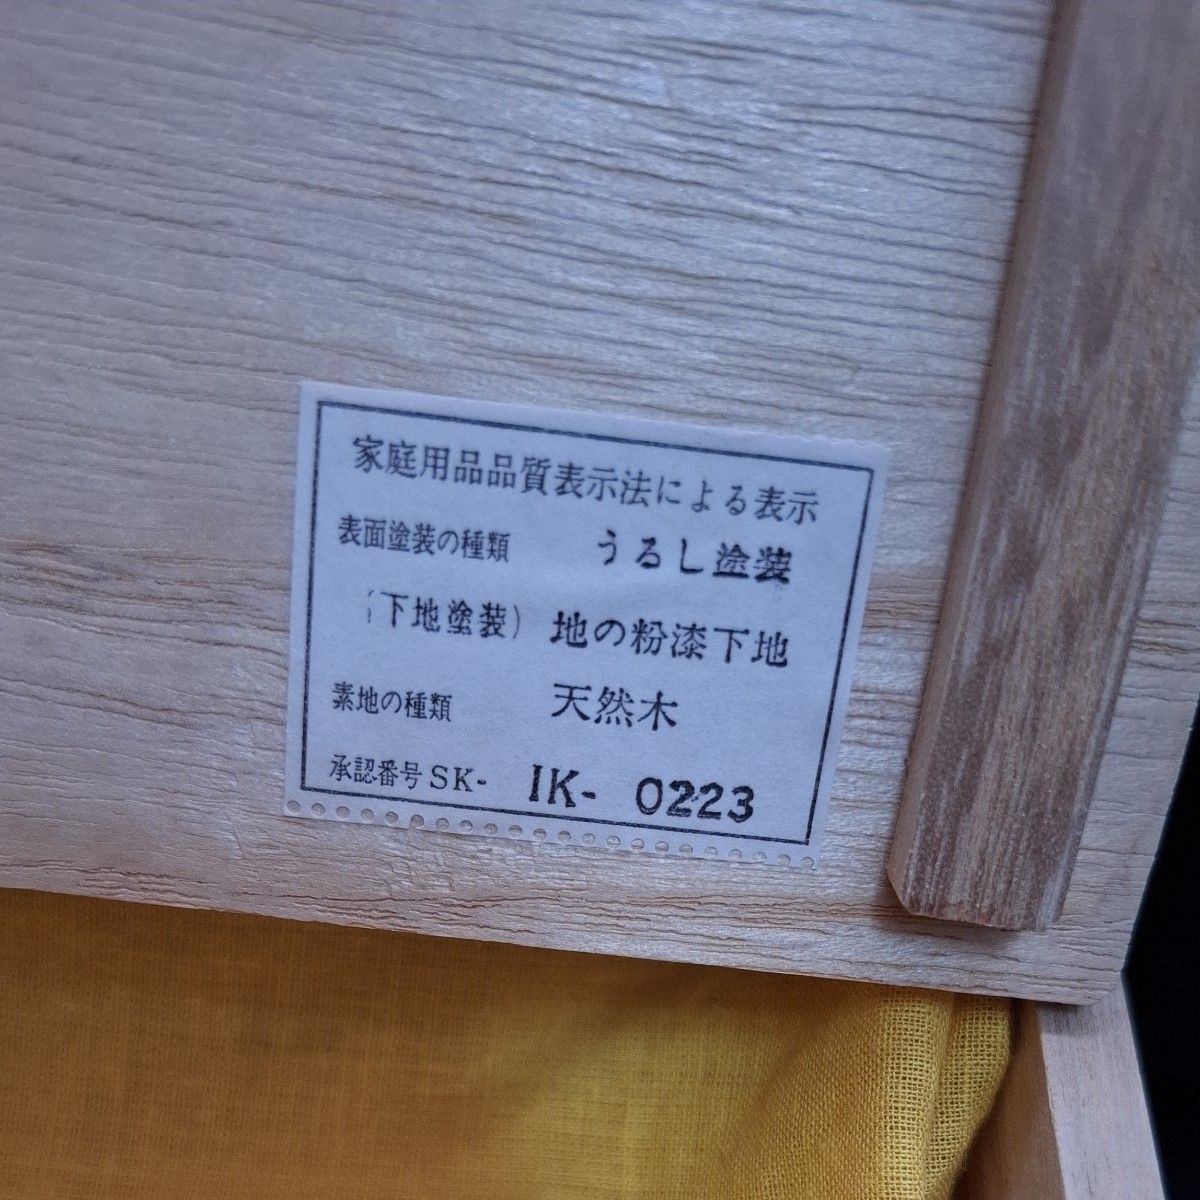 家庭用品品質表示法による表示
表面塗装の種類 うるし塗装
(下地塗装) 地の粉漆下地
素地の種類 天然木
承認番号 SK- IK- 0223